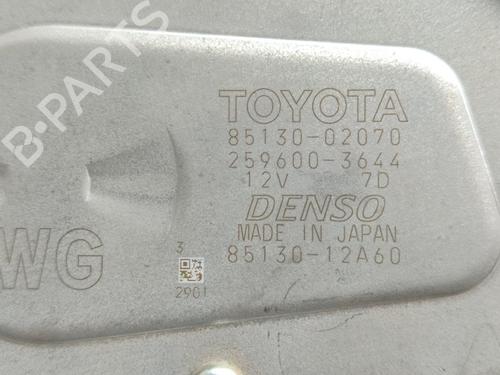 TOYOTA
85130-02070
259600-3644
12V 7D
DENSO
MADE IN JAPAN
85130-12A60
WG
3
2901
B-PARTS